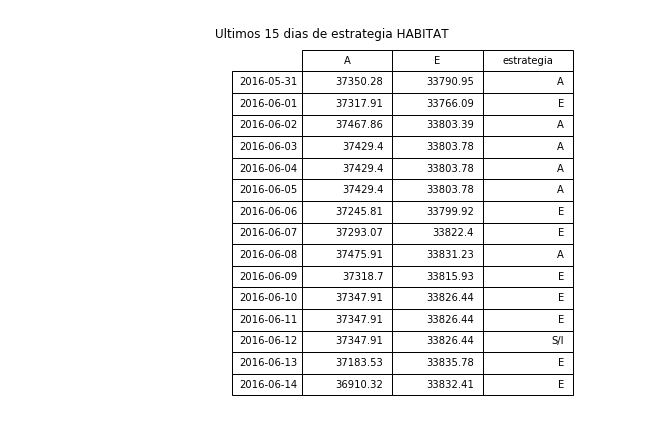 Ultimos 15 dias de estrategia HABITAT
A E estrategia
2016-05-31 37350.28 33790.95 A
2016-06-01 37317.91 33766.09 E
2016-06-02 37467.86 33803.39 A
2016-06-03 37429.4 33803.78 A
2016-06-04 37429.4 33803.78 A
2016-06-05 37429.4 33803.78 A
2016-06-06 37245.81 33799.92 E
2016-06-07 37293.07 33822.4 E
2016-06-08 37475.91 33831.23 A
2016-06-09 37318.7 33815.93 E
2016-06-10 37347.91 33826.44 E
2016-06-11 37347.91 33826.44 E
2016-06-12 37347.91 33826.44 S/I
2016-06-13 37183.53 33835.78 E
2016-06-14 36910.32 33832.41 E